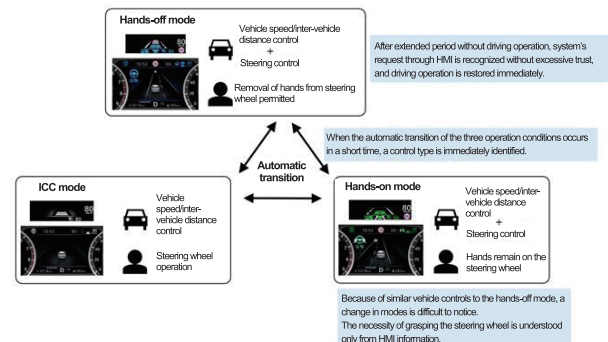 Hands-off mode
Vehicle speed/inter-vehicle
distance control
+
Steering control
Removal of hands from steering
wheel permitted
80
After extended period without driving operation, system's
request through HMI is recognized without excessive trust,
and driving operation is restored immediately.
When the automatic transition of the three operation conditions occurs
in a short time, a control type is immediately identified.
Automatic
transition
ICC mode
80
Vehicle
speed/inter-
vehicle distance
control
Steering wheel
operation
Hands-on mode
80
Vehicle speed/inter-
vehicle distance
control
+
Steering control
Hands remain on the
steering wheel
Because of similar vehicle controls to the hands-off mode, a
change in modes is difficult to notice.
The necessity of grasping the steering wheel is understood
only from HMI information.